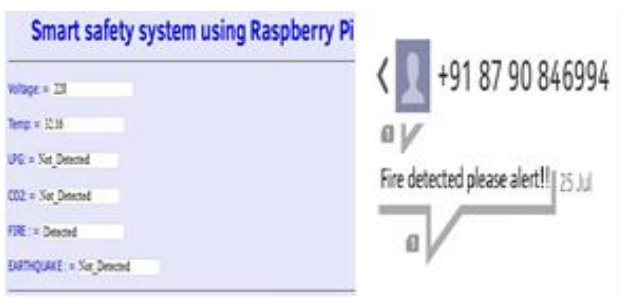 Smart safety system using Raspberry Pi
Voltage: = 228
Temp: = 32.16
LPG: = Not_Detected
CO2: = Not_Detected
FIRE : = Detected
EARTHQUAKE : = Not_Detected
+91 87 90 846994
Fire detected please alert!! 25 Jul